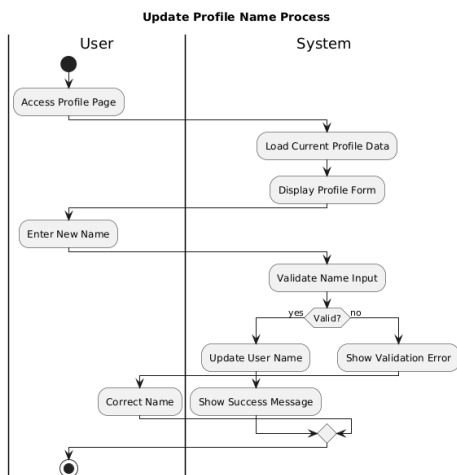 Update Profile Name Process
User
System
Access Profile Page
Load Current Profile Data
Display Profile Form
Enter New Name
Validate Name Input
yes
Valid?
no
Update User Name
Show Validation Error
Correct Name
Show Success Message